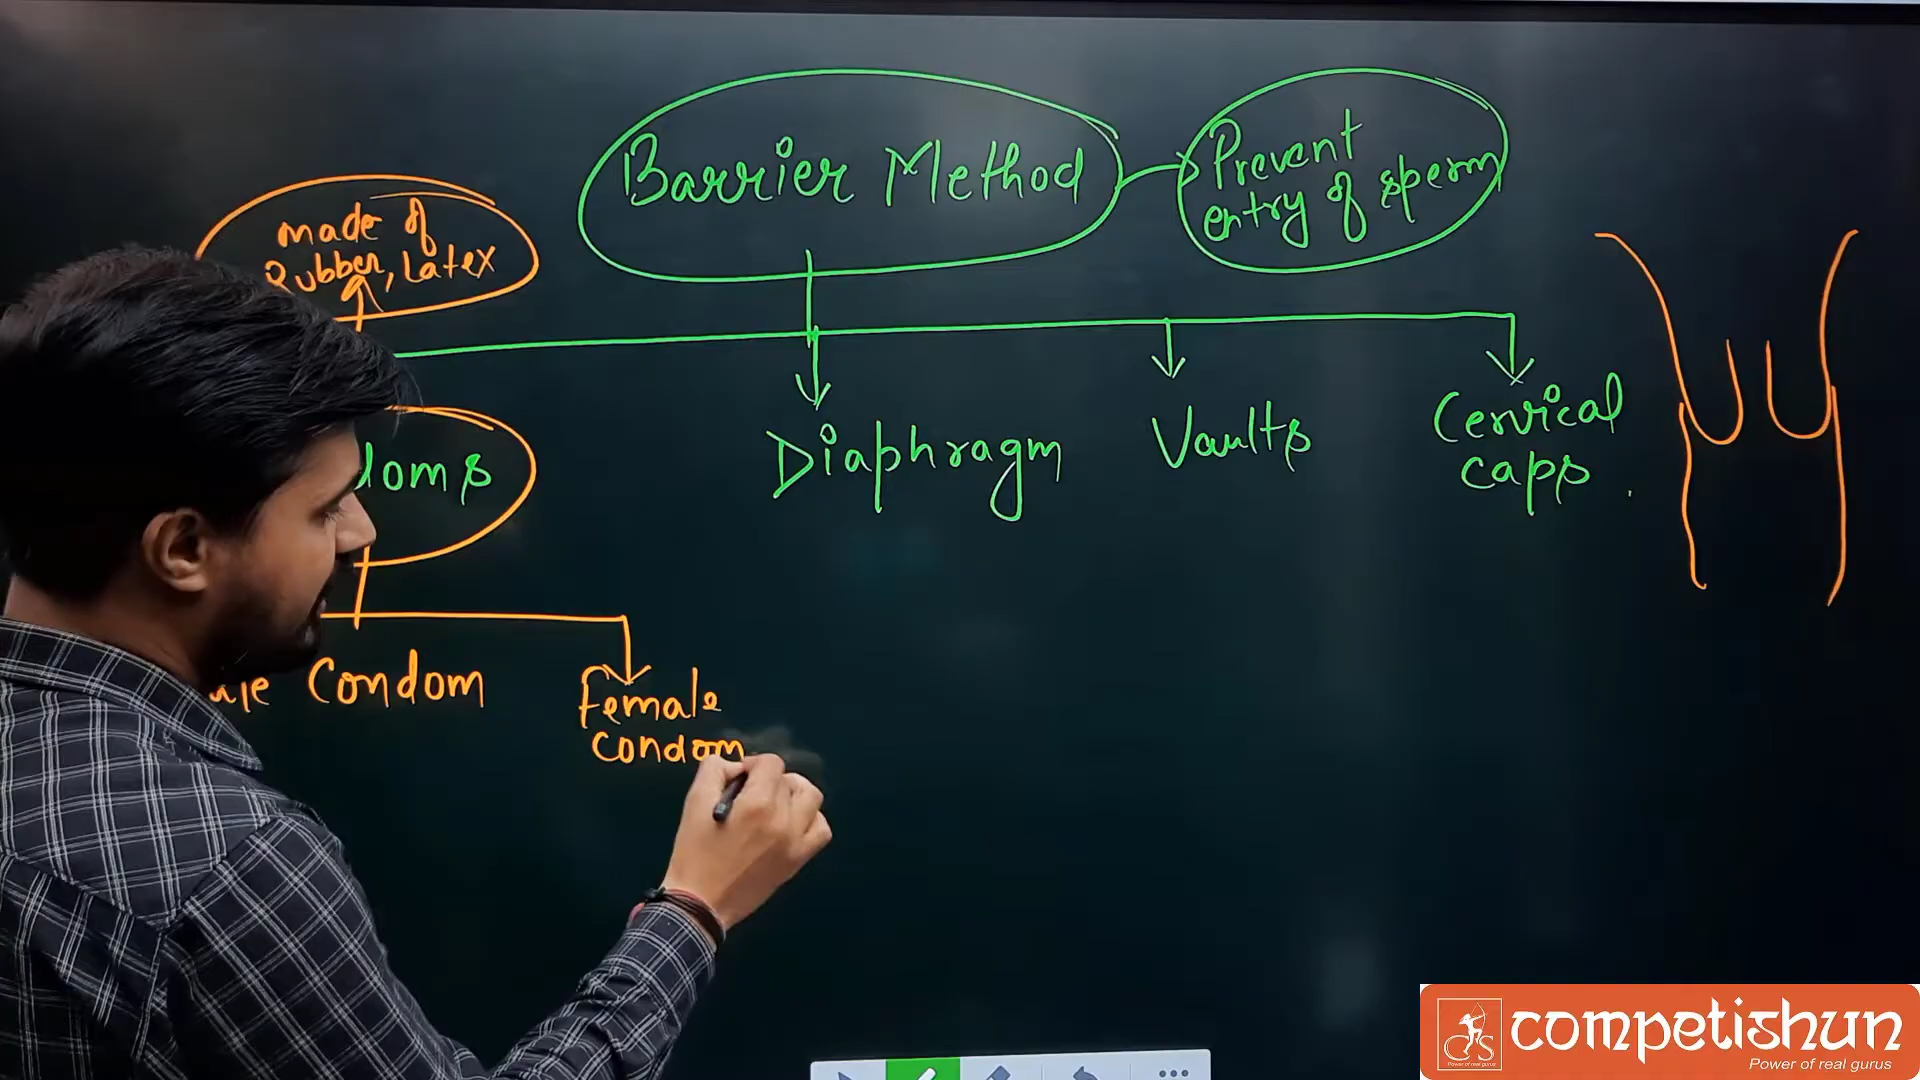 Barrier Method
Prevent
entry of sperm
made of
Rubber, Latex
Diaphragm
Vaults
Cervical
caps
Condom
Female
condom
competishun
Power of real gurus